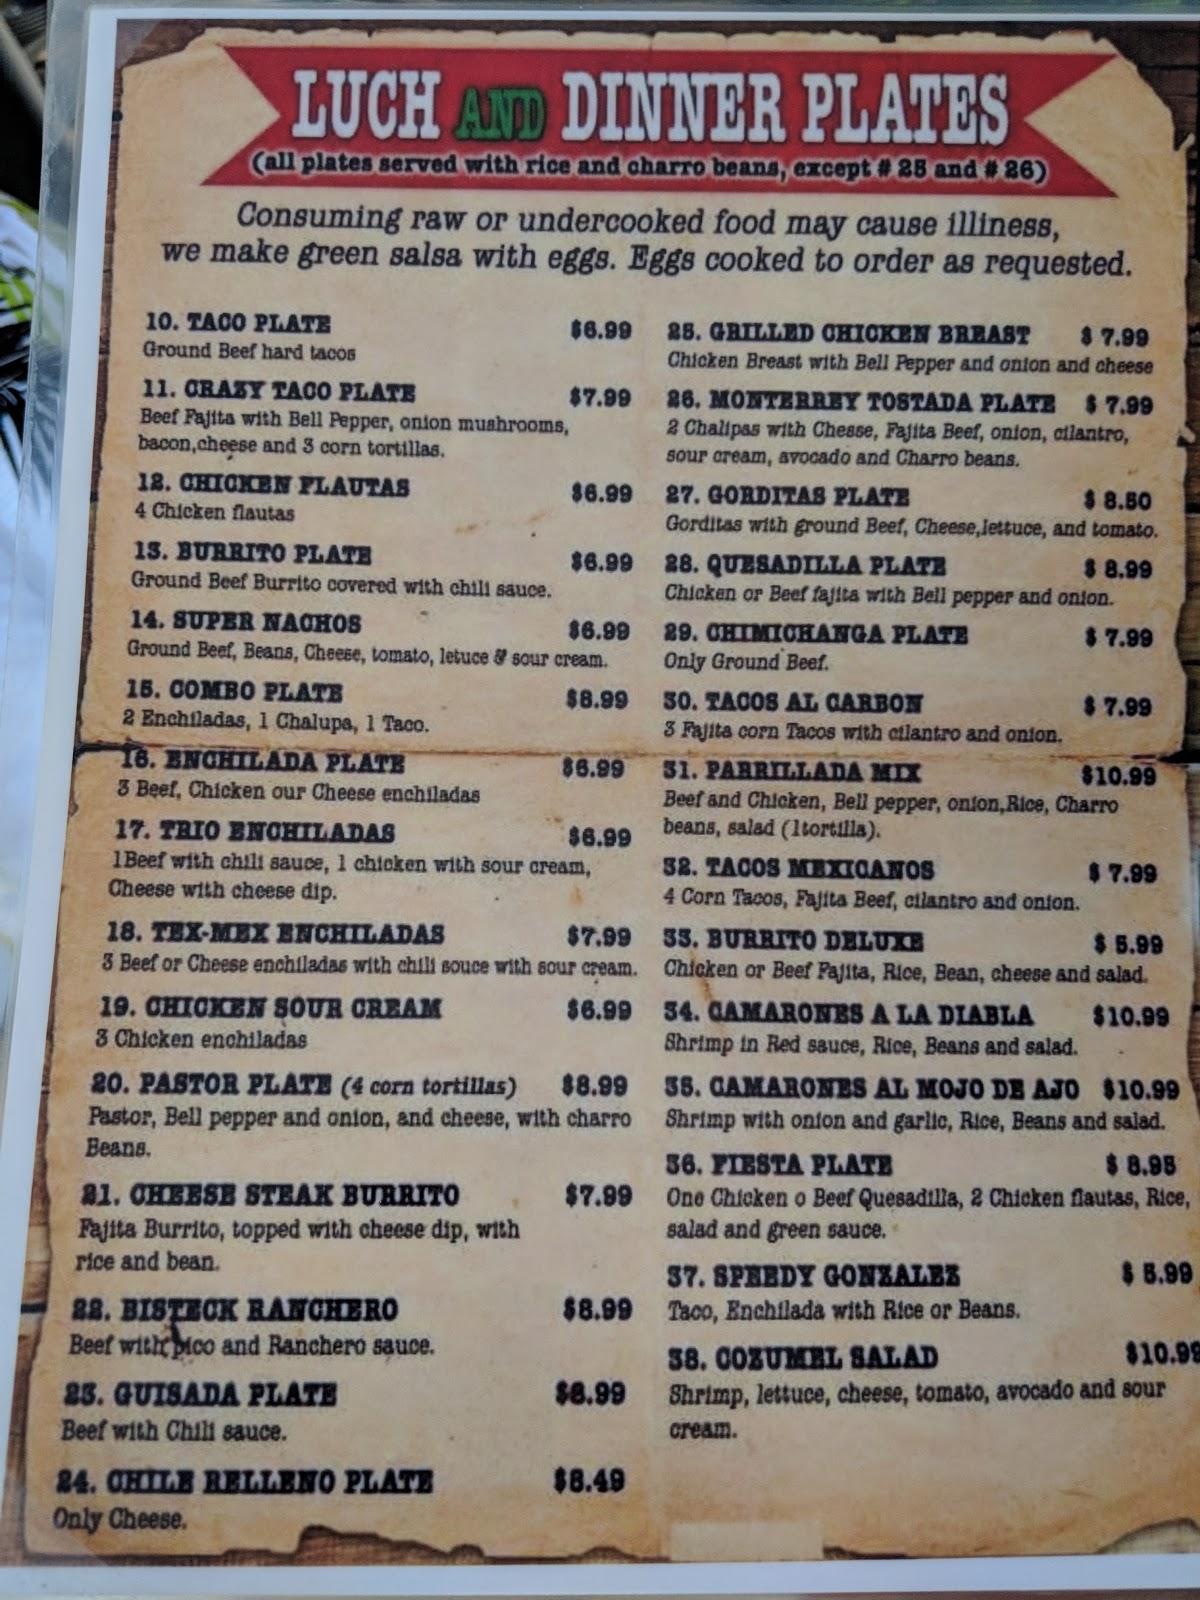 LUCH AND DINNER PLATES
(all plates served with rice and charro beans, except # 25 and # 26)
Consuming raw or undercooked food may cause illiness,
we make green salsa with eggs. Eggs cooked to order as requested.
10. TACO PLATE $6.99
Ground Beef hard tacos
11. CRAZY TACO PLATE $7.99
Beef Fajita with Bell Pepper, onion mushrooms,
bacon,cheese and 3 corn tortillas.
12. CHICKEN FLAUTAS $6.99
4 Chicken flautas
13. BURRITO PLATE $6.99
Ground Beef Burrito covered with chili sauce.
14. SUPER NACHOS $6.99
Ground Beef, Beans, Cheese, tomato, letuce & sour cream.
15. COMBO PLATE $8.99
2 Enchiladas, 1 Chalupa, 1 Taco.
16. ENCHILADA PLATE $6.99
3 Beef, Chicken our Cheese enchiladas
17. TRIO ENCHILADAS $6.99
1Beef with chili sauce, 1 chicken with sour cream,
Cheese with cheese dip.
18. TEX-MEX ENCHILADAS $7.99
3 Beef or Cheese enchiladas with chili souce with sour cream.
19. CHICKEN SOUR CREAM $6.99
3 Chicken enchiladas
20. PASTOR PLATE (4 corn tortillas) $8.99
Pastor, Bell pepper and onion, and cheese, with charro
Beans.
21. CHEESE STEAK BURRITO $7.99
Fajita Burrito, topped with cheese dip, with
rice and bean.
22. BISTECK RANCHERO $8.99
Beef with pico and Ranchero sauce.
23. GUISADA PLATE
Beef with Chili sauce.
24. CHILE RELLENO PLATE
Only Cheese.
25. GRILLED CHICKEN BREAST $ 7.99
Chicken Breast with Bell Pepper and onion and cheese
26. MONTERREY TOSTADA PLATE $ 7.99
2 Chalipas with Chesse, Fajita Beef, onion, cilantro,
sour cream, avocado and Charro beans.
27. GORDITAS PLATE $ 8.50
Gorditas with ground Beef, Cheese,lettuce, and tomato.
28. QUESADILLA PLATE $ 8.99
Chicken or Beef fajita with Bell pepper and onion.
29. CHIMICHANGA PLATE $ 7.99
Only Ground Beef.
30. TACOS AL CARBON $ 7.99
3 Fajita corn Tacos with cilantro and onion.
31. PARRILLADA MIX $10.99
Beef and Chicken, Bell pepper, onion,Rice, Charro
beans, salad (1tortilla).
32. TACOS MEXICANOS $ 7.99
4 Corn Tacos, Fajita Beef, cilantro and onion.
33. BURRITO DELUXE $ 5.99
Chicken or Beef Fajita, Rice, Bean, cheese and salad.
34. CAMARONES A LA DIABLA $10.99
Shrimp in Red sauce, Rice, Beans and salad.
35. CAMARONES AL MOJO DE AJO $10.99
Shrimp with onion and garlic, Rice, Beans and salad.
36. FIESTA PLATE $ 8.95
One Chicken o Beef Quesadilla, 2 Chicken flautas, Rice,
salad and green sauce.
37. SPEEDY GONZALEZ $ 5.99
Taco, Enchilada with Rice or Beans.
38. COZUMEL SALAD $10.99
Shrimp, lettuce, cheese, tomato, avocado and sour
cream.